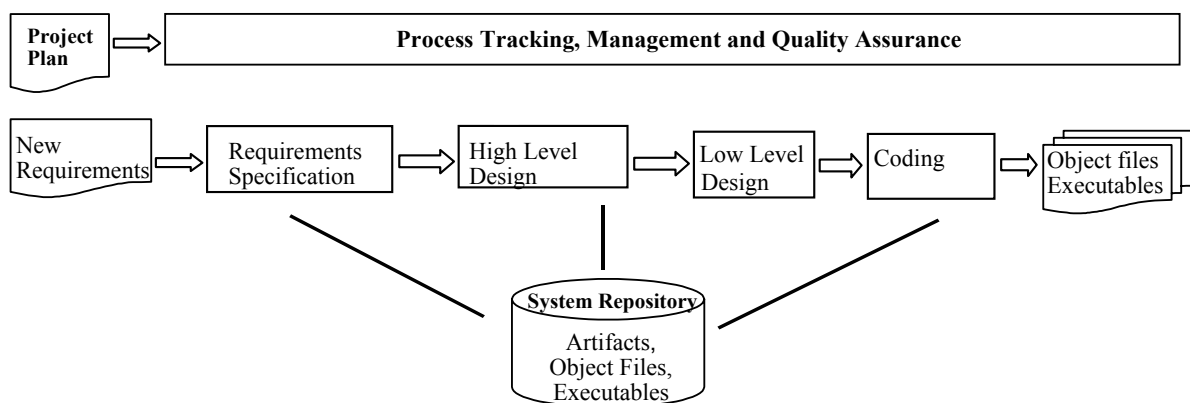 Project
Plan
Process Tracking, Management and Quality Assurance
New
Requirements
Requirements
Specification
High Level
Design
Low Level
Design
Coding
Object files
Executables
System Repository
Artifacts,
Object Files,
Executables